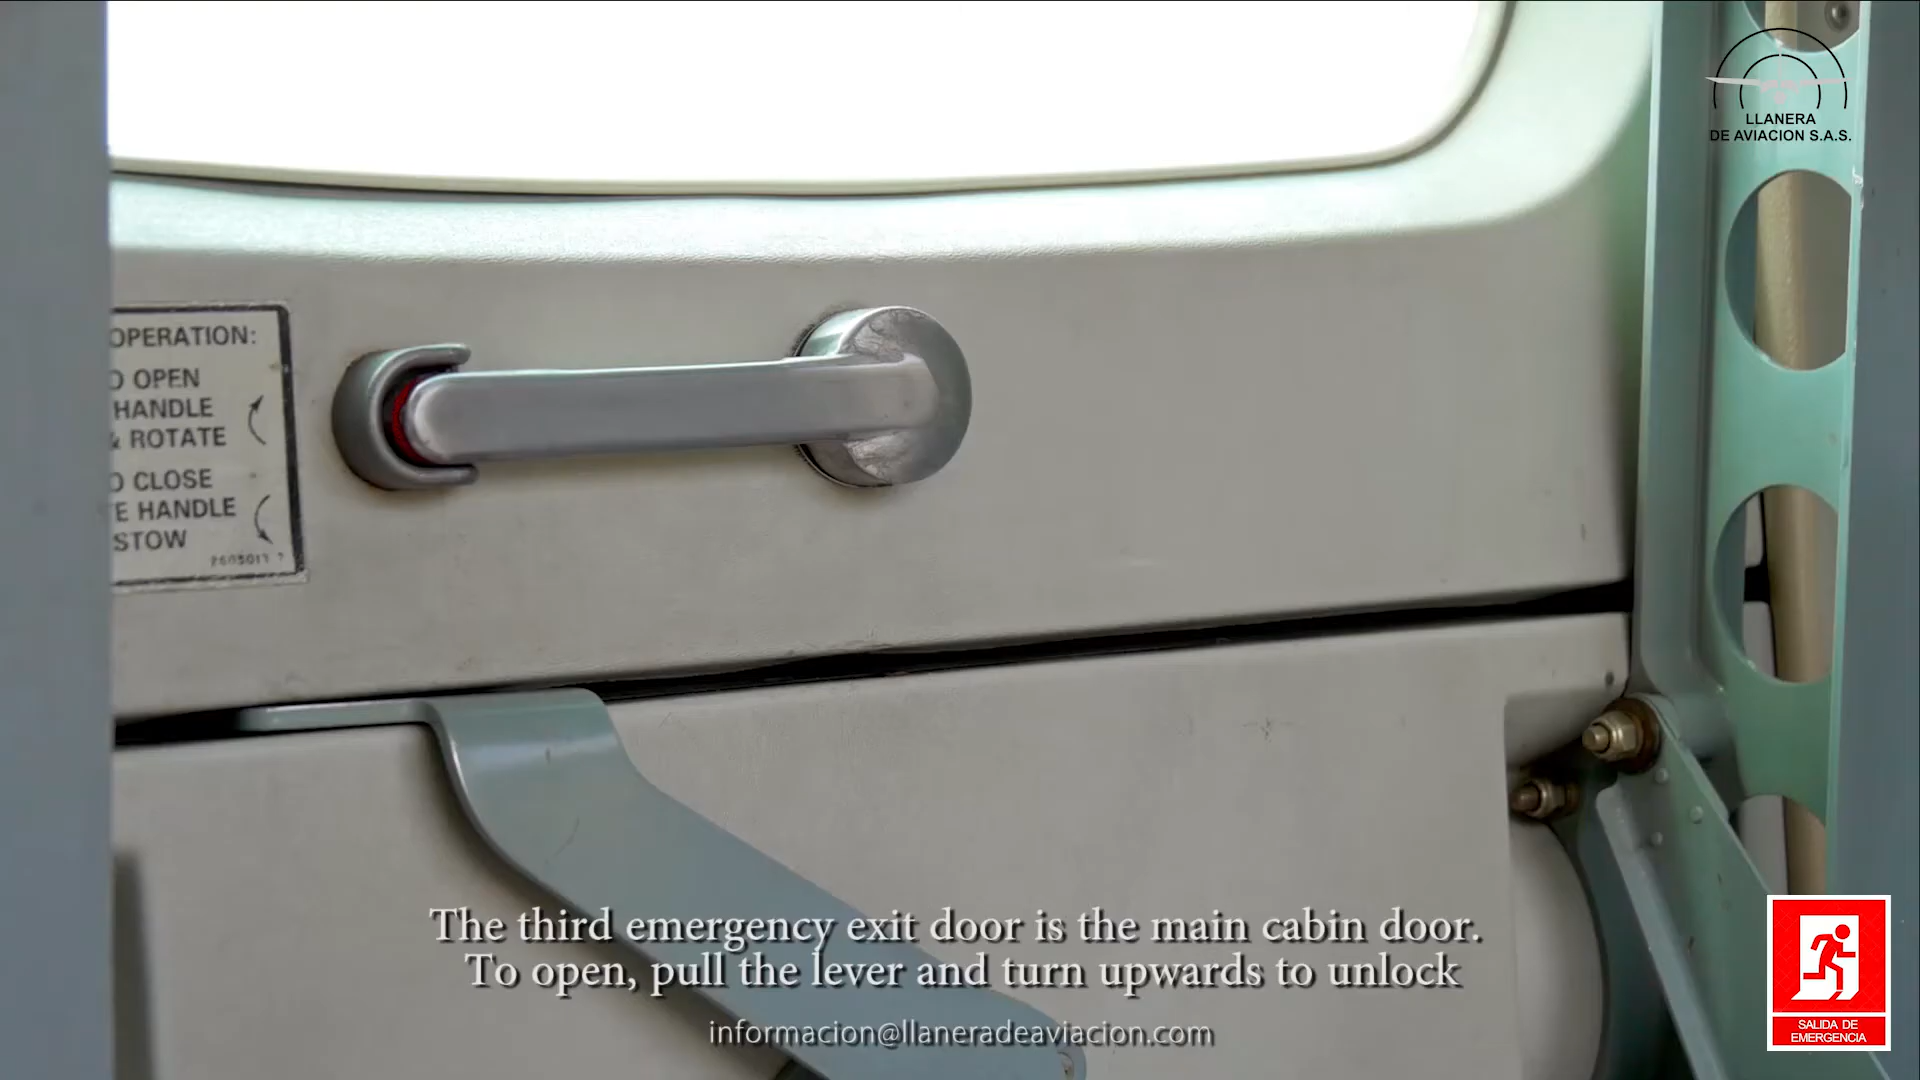 LLANERA
DE AVIACION S.A.S.
OPERATION:
OPEN
HANDLE
& ROTATE
CLOSE
HANDLE
STOW
The third emergency exit door is the main cabin door.
To open, pull the lever and turn upwards to unlock
informacion@llaneradeaviacion.com
SALIDA DE
EMERGENCIA